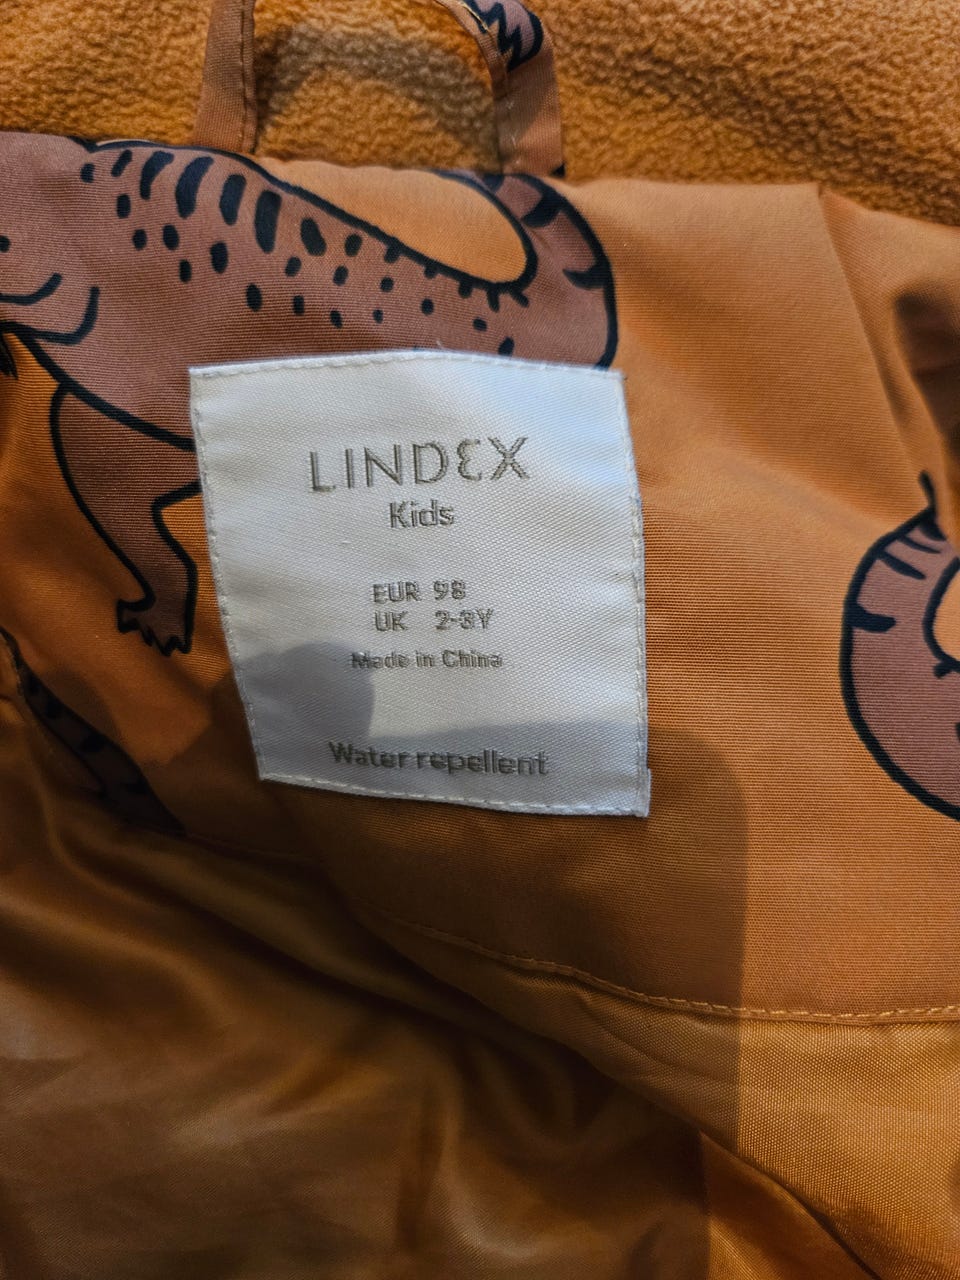 LINDEX
Kids
EUR 98
UK 2-3Y
Made in China
Water repellent